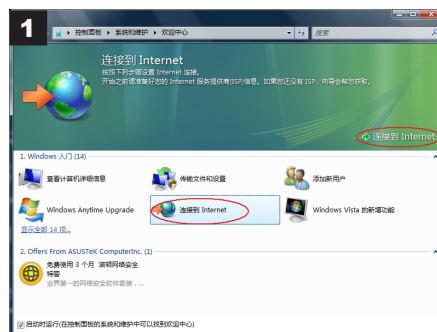 1
控制面板 ▸ 系统和维护 ▸ 欢迎中心
搜索
连接到 Internet
按照下列步骤设置 Internet 连接。
开始之前请准备好您的 Internet 服务提供商(ISP)信息。如果您还没有 ISP，向导会帮您获取。
连接到 Internet
1. Windows 入门 (14)
查看计算机详细信息
传输文件和设置
添加新用户
Windows Anytime Upgrade
连接到 Internet
Windows Vista 的新增功能
显示全部 14 项...
2. Offers From ASUSTeK ComputerInc. (1)
免费使用 3 个月 诺顿网络安全
特警
业界第一的网络安全软件套装，...
启动时运行(在控制面板的系统和维护中可以找到欢迎中心)